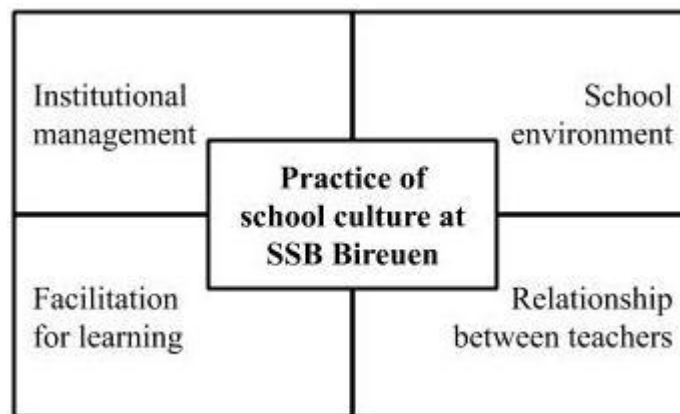 Institutional
management
School
environment
Practice of
school culture at
SSB Bireuen
Facilitation
for learning
Relationship
between teachers